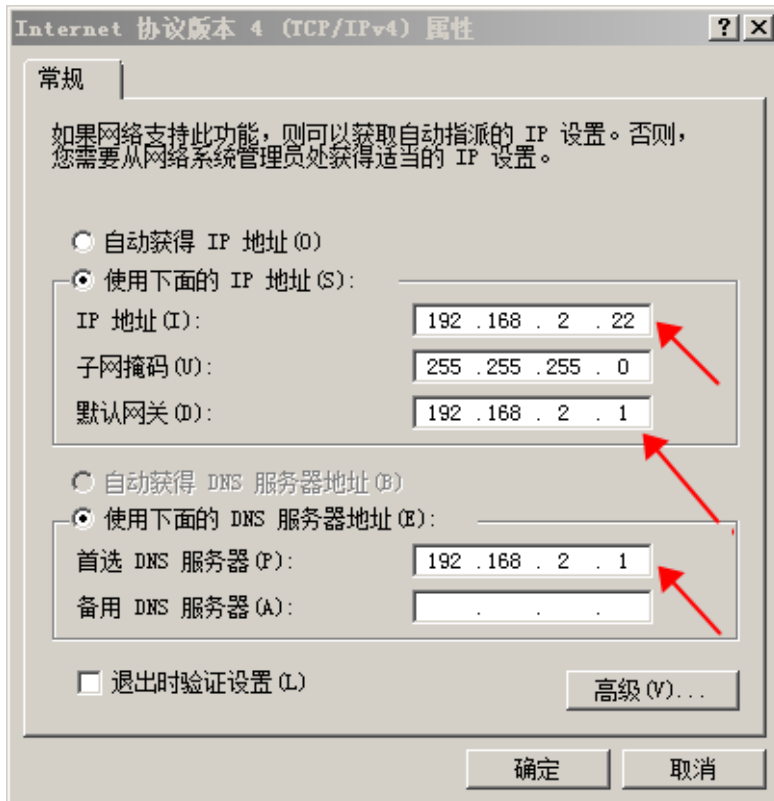 Internet 协议版本 4 (TCP/IPv4) 属性
常规
如果网络支持此功能，则可以获取自动指派的 IP 设置。否则，
您需要从网络系统管理员处获得适当的 IP 设置。
自动获得 IP 地址(O)
使用下面的 IP 地址(S):
IP 地址(I): 192 .168 . 2 . 22
子网掩码(U): 255 .255 .255 . 0
默认网关(D): 192 .168 . 2 . 1
自动获得 DNS 服务器地址(B)
使用下面的 DNS 服务器地址(E):
首选 DNS 服务器(P): 192 .168 . 2 . 1
备用 DNS 服务器(A): . . .
退出时验证设置(L)
高级(V)...
确定 取消